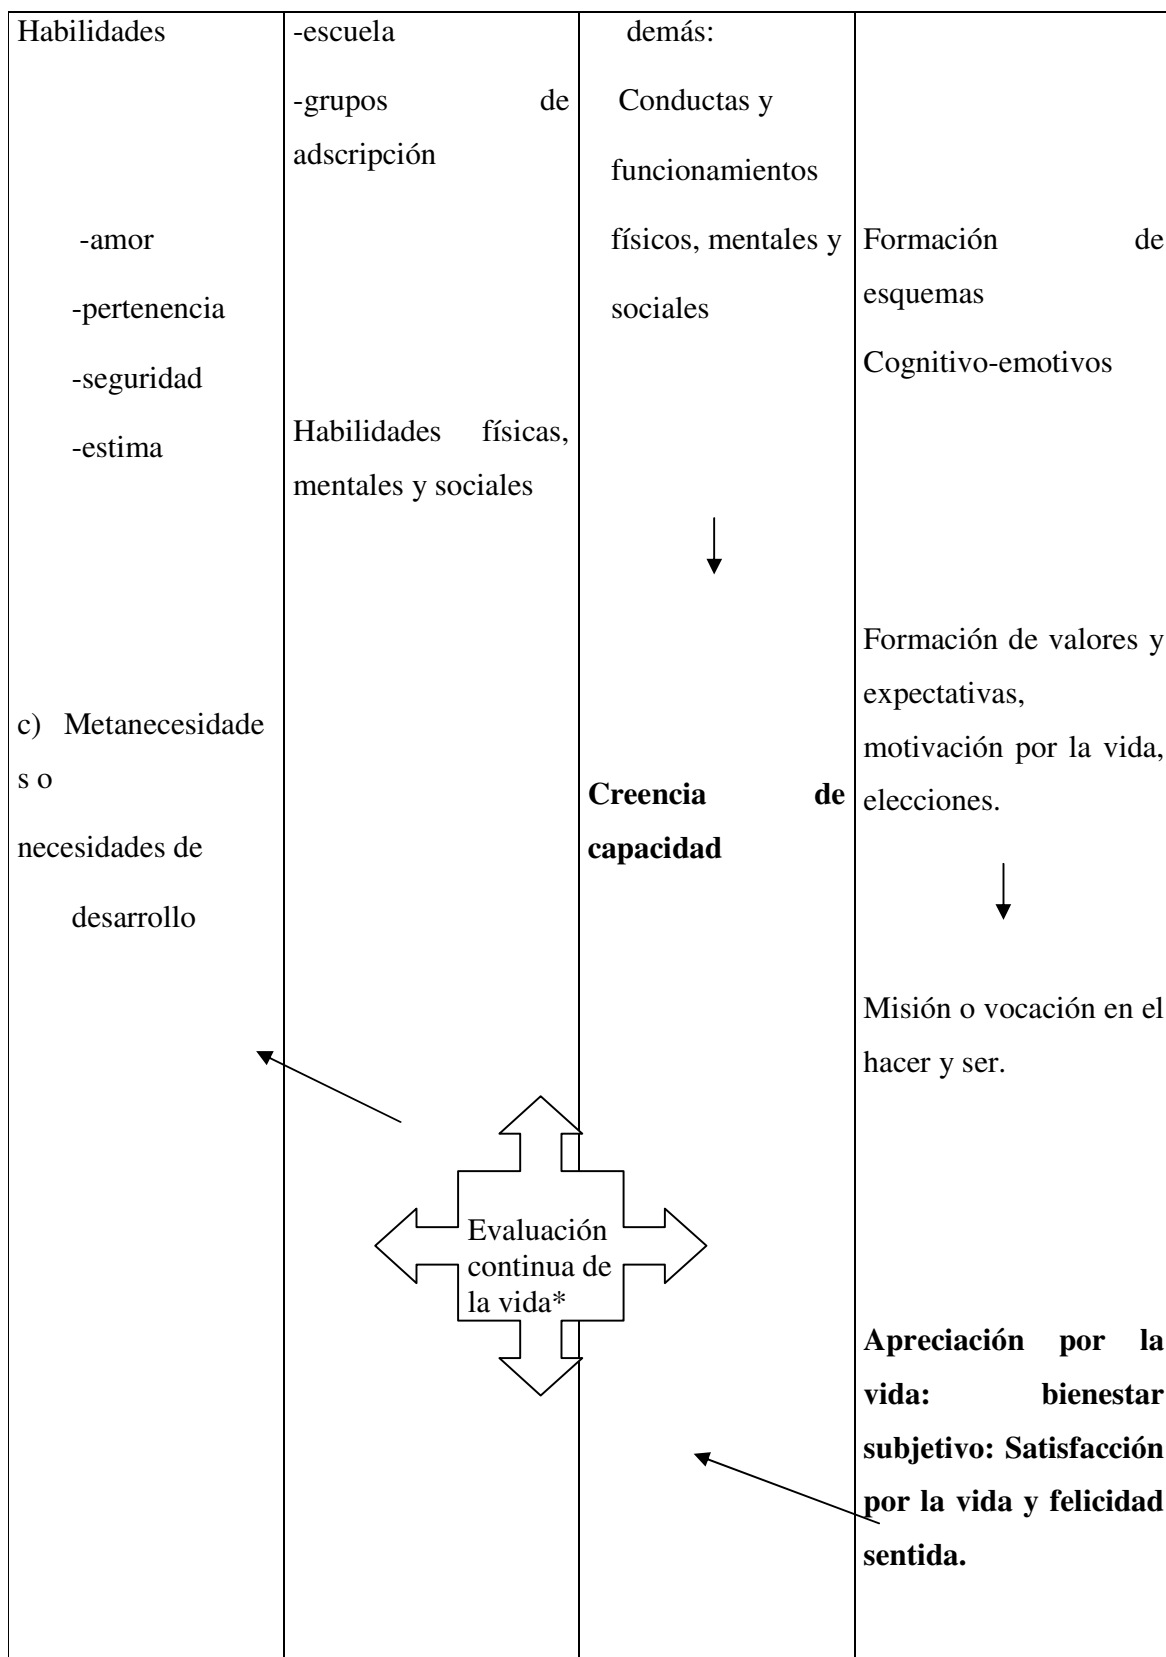 Habilidades
-amor
-pertenencia
-seguridad
-estima
c) Metanecesidade
s o
necesidades de
desarrollo
-escuela
-grupos de
adscripción
Habilidades físicas,
mentales y sociales
demás:
Conductas y
funcionamientos
físicos, mentales y
sociales
Creencia de
capacidad
Formación de
esquemas
Cognitivo-emotivos
Formación de valores y
expectativas,
motivación por la vida,
elecciones.
Misión o vocación en el
hacer y ser.
Evaluación
continua de
la vida*
Apreciación por la
vida: bienestar
subjetivo: Satisfacción
por la vida y felicidad
sentida.